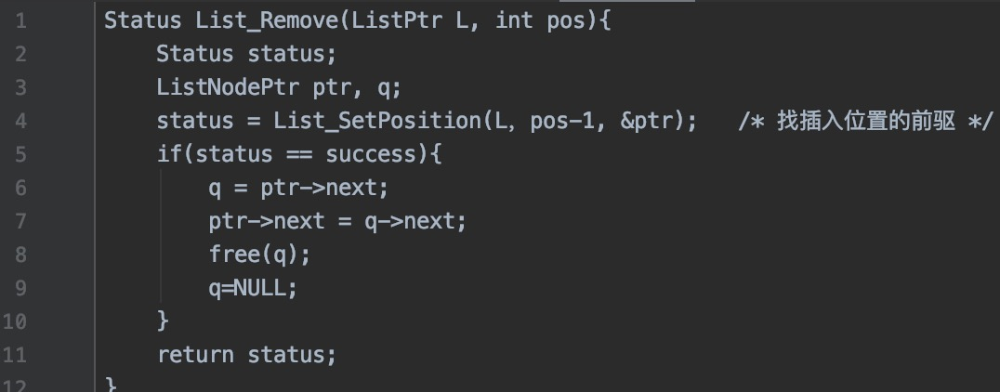 1 Status List_Remove(ListPtr L, int pos){
2 Status status;
3 ListNodePtr ptr, q;
4 status = List_SetPosition(L, pos-1, &ptr); /* 找插入位置的前驱 */
5 if(status == success){
6 q = ptr->next;
7 ptr->next = q->next;
8 free(q);
9 q=NULL;
10 }
11 return status;
12 }